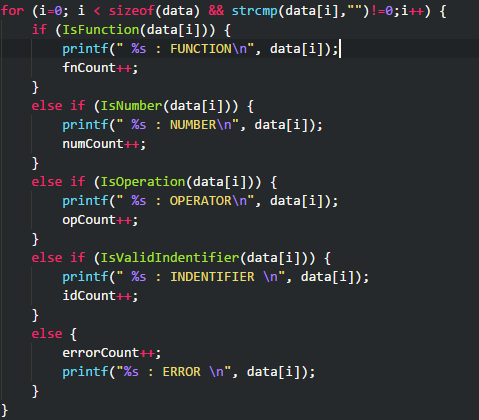 for (i=0; i < sizeof(data) && strcmp(data[i],"")!=0;i++) {
    if (IsFunction(data[i])) {
        printf(" %s : FUNCTION\n", data[i]);
        fnCount++;
    }
    else if (IsNumber(data[i])) {
        printf(" %s : NUMBER\n", data[i]);
        numCount++;
    }
    else if (IsOperation(data[i])) {
        printf(" %s : OPERATOR\n", data[i]);
        opCount++;
    }
    else if (IsValidIndentifier(data[i])) {
        printf(" %s : INDENTIFIER \n", data[i]);
        idCount++;
    }
    else {
        errorCount++;
        printf("%s : ERROR \n", data[i]);
    }
}